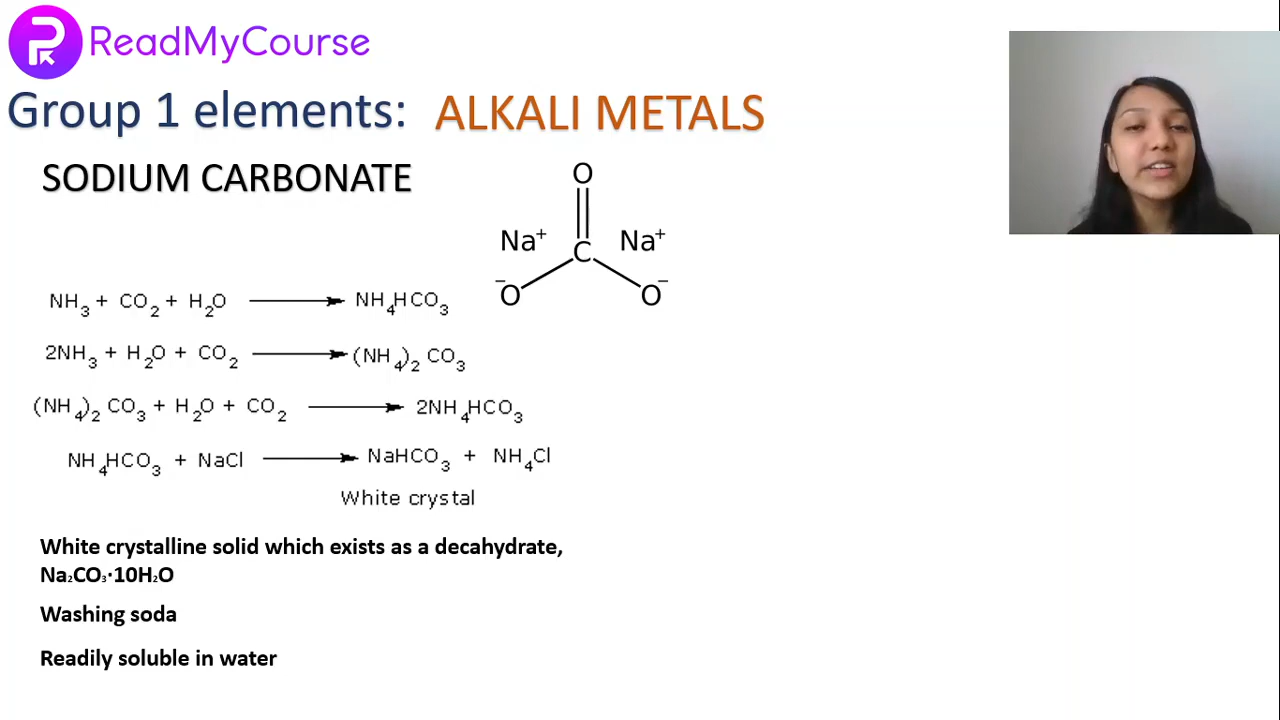 ReadMyCourse
Group 1 elements: ALKALI METALS
SODIUM CARBONATE
O
Na⁺ Na⁺
C
⁻O O⁻
NH₃ + CO₂ + H₂O ⟶ NH₄HCO₃
2NH₃ + H₂O + CO₂ ⟶ (NH₄)₂ CO₃
(NH₄)₂ CO₃ + H₂O + CO₂ ⟶ 2NH₄HCO₃
NH₄HCO₃ + NaCl ⟶ NaHCO₃ + NH₄Cl
White crystal
White crystalline solid which exists as a decahydrate,
Na₂CO₃·10H₂O
Washing soda
Readily soluble in water